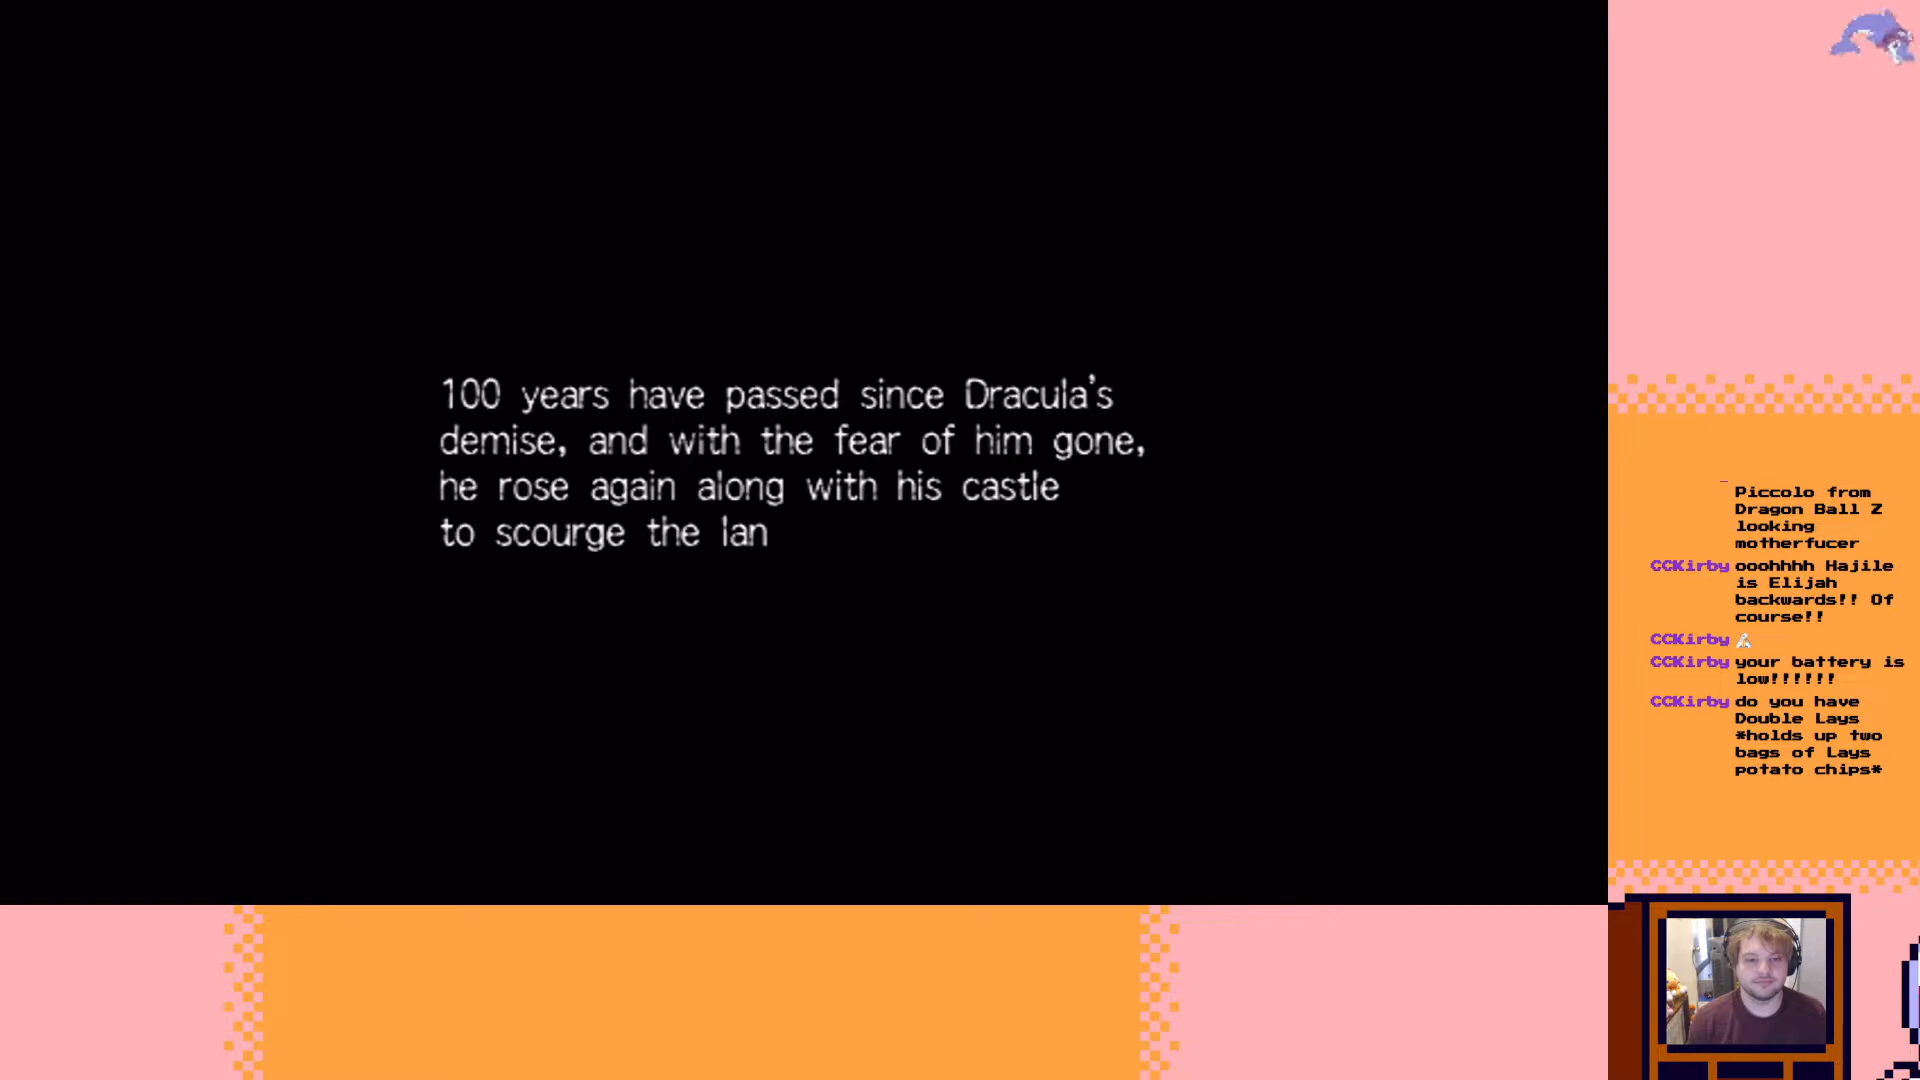 100 years have passed since Dracula's
demise, and with the fear of him gone,
he rose again along with his castle
to scourge the lan
Piccolo from
Dragon Ball Z
looking
motherfucer
CCKirby ooohhhh Hajile
is Elijah
backwards!! Of
course!!
CCKirby
CCKirby your battery is
low!!!!!!
CCKirby do you have
Double Lays
*holds up two
bags of Lays
potato chips*